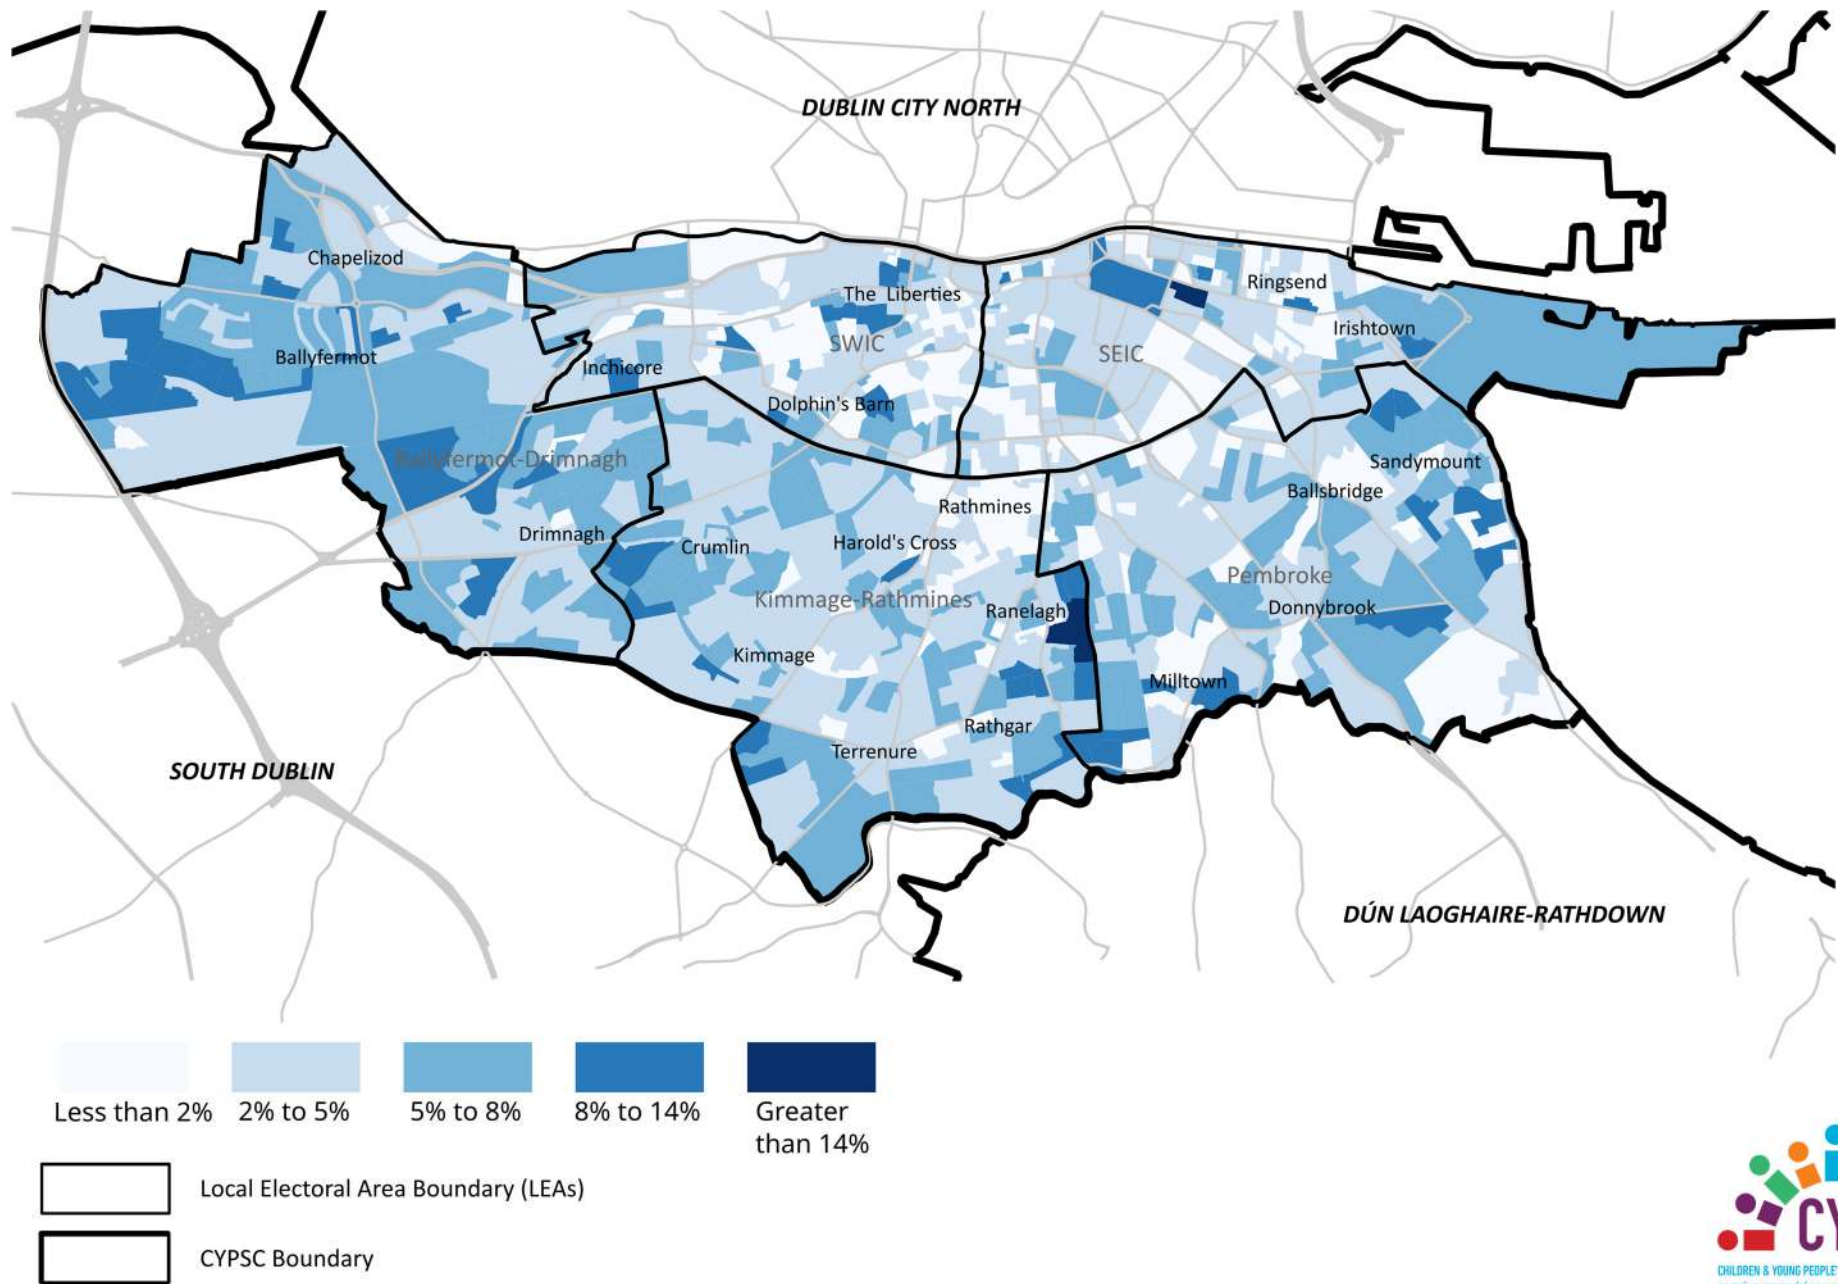 DUBLIN CITY NORTH
Chapelizod
Ringsend
The Liberties
Irishtown
SWIC
SEIC
Ballyfermot
Inchicore
Dolphin's Barn
Ballyfermot-Drimnagh
Sandymount
Ballsbridge
Rathmines
Drimnagh
Crumlin
Harold's Cross
Pembroke
Kimmage-Rathmines
Ranelagh
Donnybrook
Kimmage
Milltown
Rathgar
Terrenure
SOUTH DUBLIN
DÚN LAOGHAIRE-RATHDOWN
Less than 2%
2% to 5%
5% to 8%
8% to 14%
Greater
than 14%
Local Electoral Area Boundary (LEAs)
CYPSC Boundary
CY
CHILDREN & YOUNG PEOPLE'